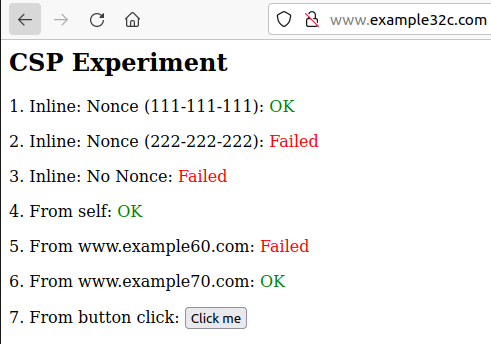 www.example32c.com
CSP Experiment
1. Inline: Nonce (111-111-111): OK
2. Inline: Nonce (222-222-222): Failed
3. Inline: No Nonce: Failed
4. From self: OK
5. From www.example60.com: Failed
6. From www.example70.com: OK
7. From button click: Click me